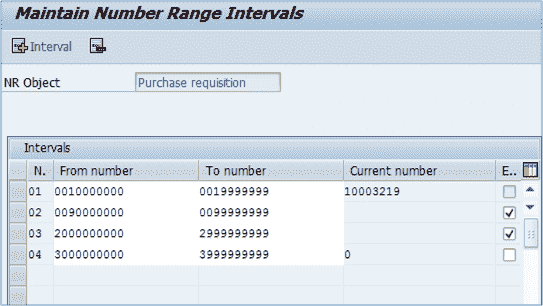 Maintain Number Range Intervals
Interval
NR Object Purchase requisition
Intervals
N. From number To number Current number E..
01 0010000000 0019999999 10003219
02 0090000000 0099999999
03 2000000000 2999999999
04 3000000000 3999999999 0